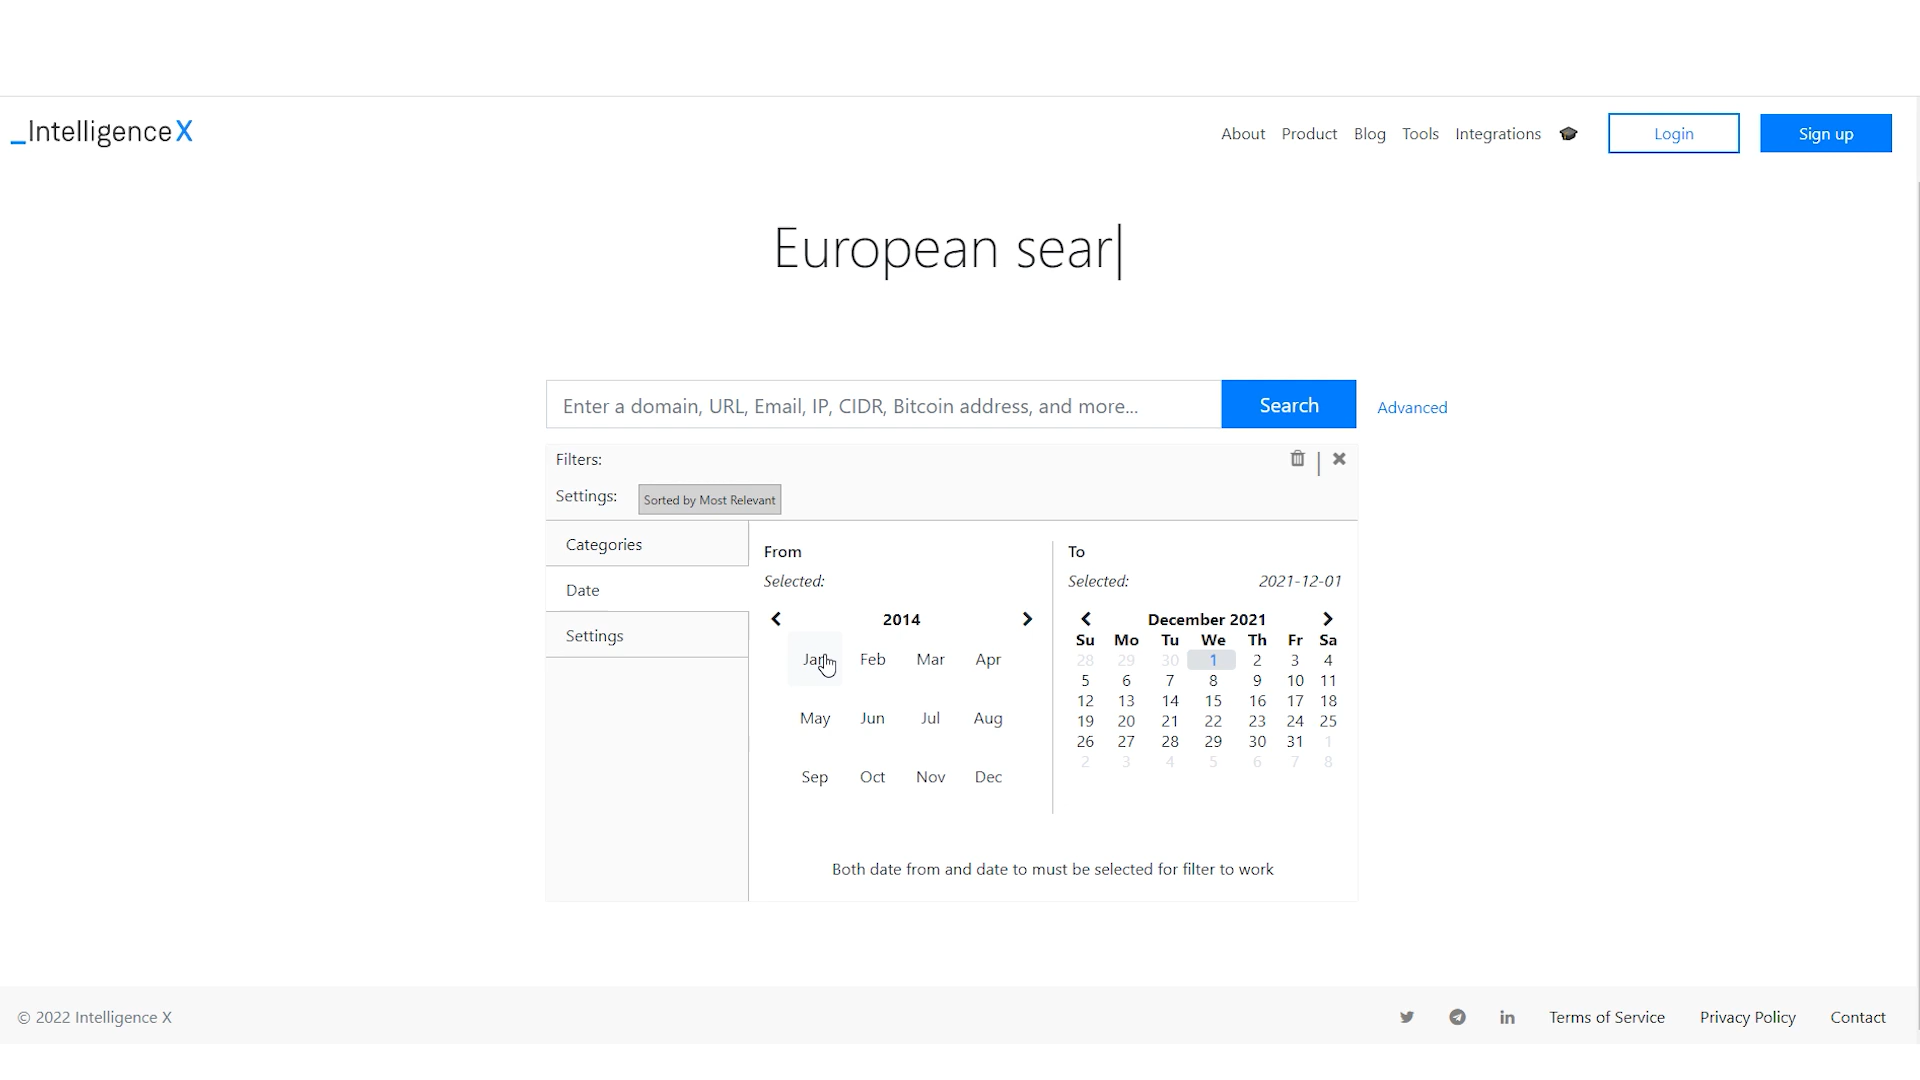 _IntelligenceX
About Product Blog Tools Integrations Login Sign up
European sear
Enter a domain, URL, Email, IP, CIDR, Bitcoin address, and more... Search Advanced
Filters:
Settings: Sorted by Most Relevant
Categories
Date
Settings
From
Selected:
2014
Jan Feb Mar Apr
May Jun Jul Aug
Sep Oct Nov Dec
To
Selected: 2021-12-01
December 2021
Su Mo Tu We Th Fr Sa
28 29 30 1 2 3 4
5 6 7 8 9 10 11
12 13 14 15 16 17 18
19 20 21 22 23 24 25
26 27 28 29 30 31 1
2 3 4 5 6 7 8
Both date from and date to must be selected for filter to work
© 2022 Intelligence X
Terms of Service Privacy Policy Contact